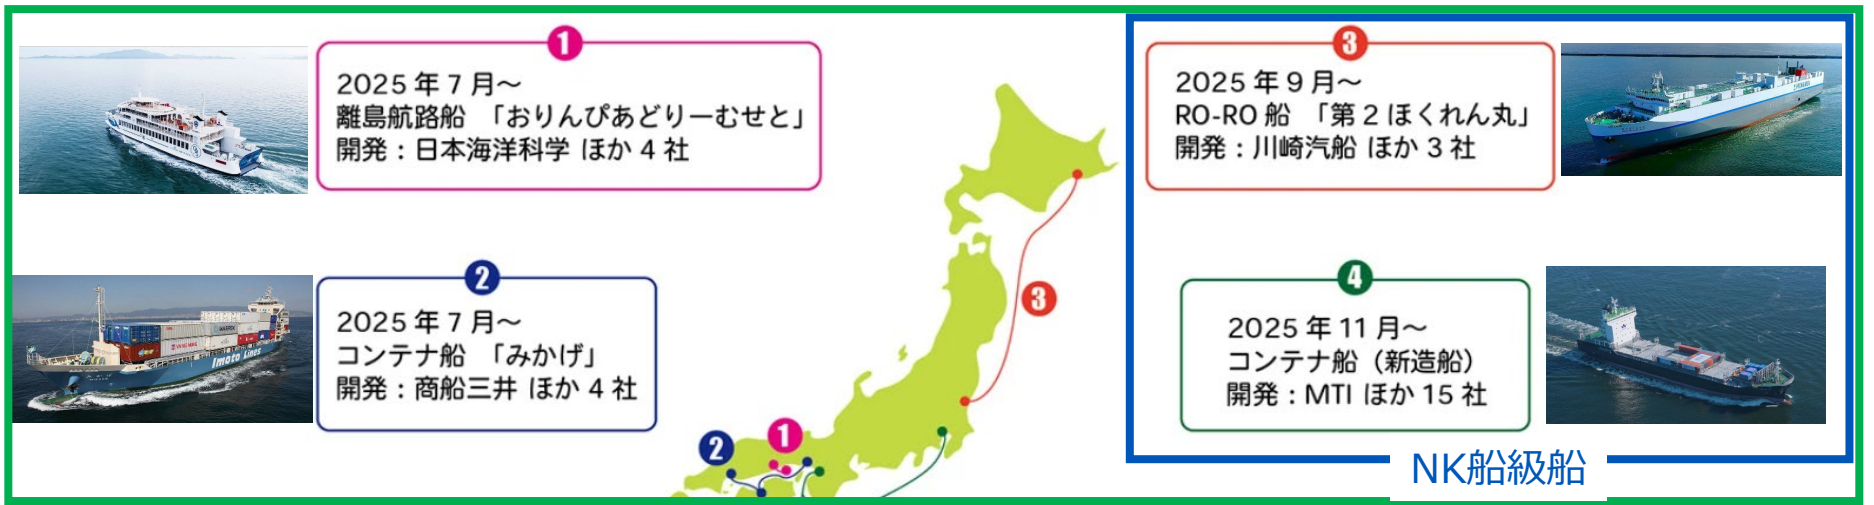 1
2025年7月～
離島航路船 「おりんぴあどりーむせと」
開発：日本海洋科学 ほか4社
2
2025年7月～
コンテナ船 「みかげ」
開発：商船三井 ほか4社
Imoto Lines
3
2025年9月～
RO-RO船 「第2ほくれん丸」
開発：川崎汽船 ほか3社
4
2025年11月～
コンテナ船（新造船）
開発：MTI ほか15社
3
1
2
NK船級船